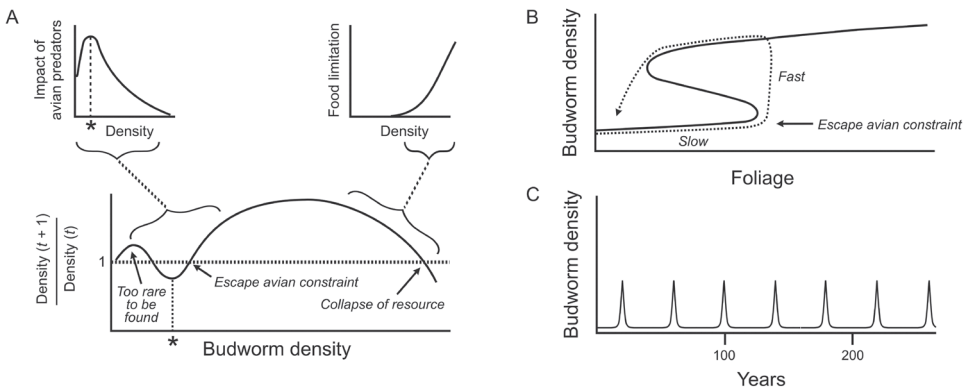 A
Impact of
avian predators
*
Density
Food limitation
Density
Density (t + 1)
Density (t)
1
Too rare
to be
found
Escape avian constraint
Collapse of resource
*
Budworm density
B
Budworm density
Fast
Escape avian constraint
Slow
Foliage
C
Budworm density
100
200
Years